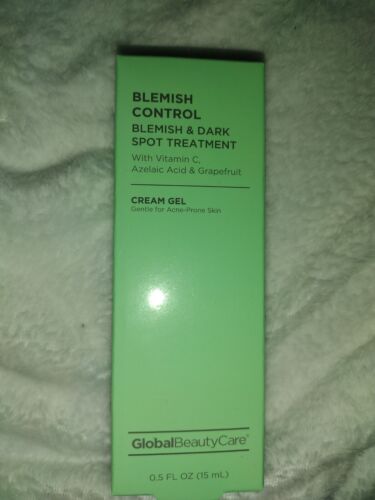 BLEMISH
CONTROL
BLEMISH & DARK
SPOT TREATMENT
With Vitamin C,
Azelaic Acid & Grapefruit
CREAM GEL
Gentle for Acne-Prone Skin
GlobalBeautyCare®
0.5 FL OZ (15 mL)